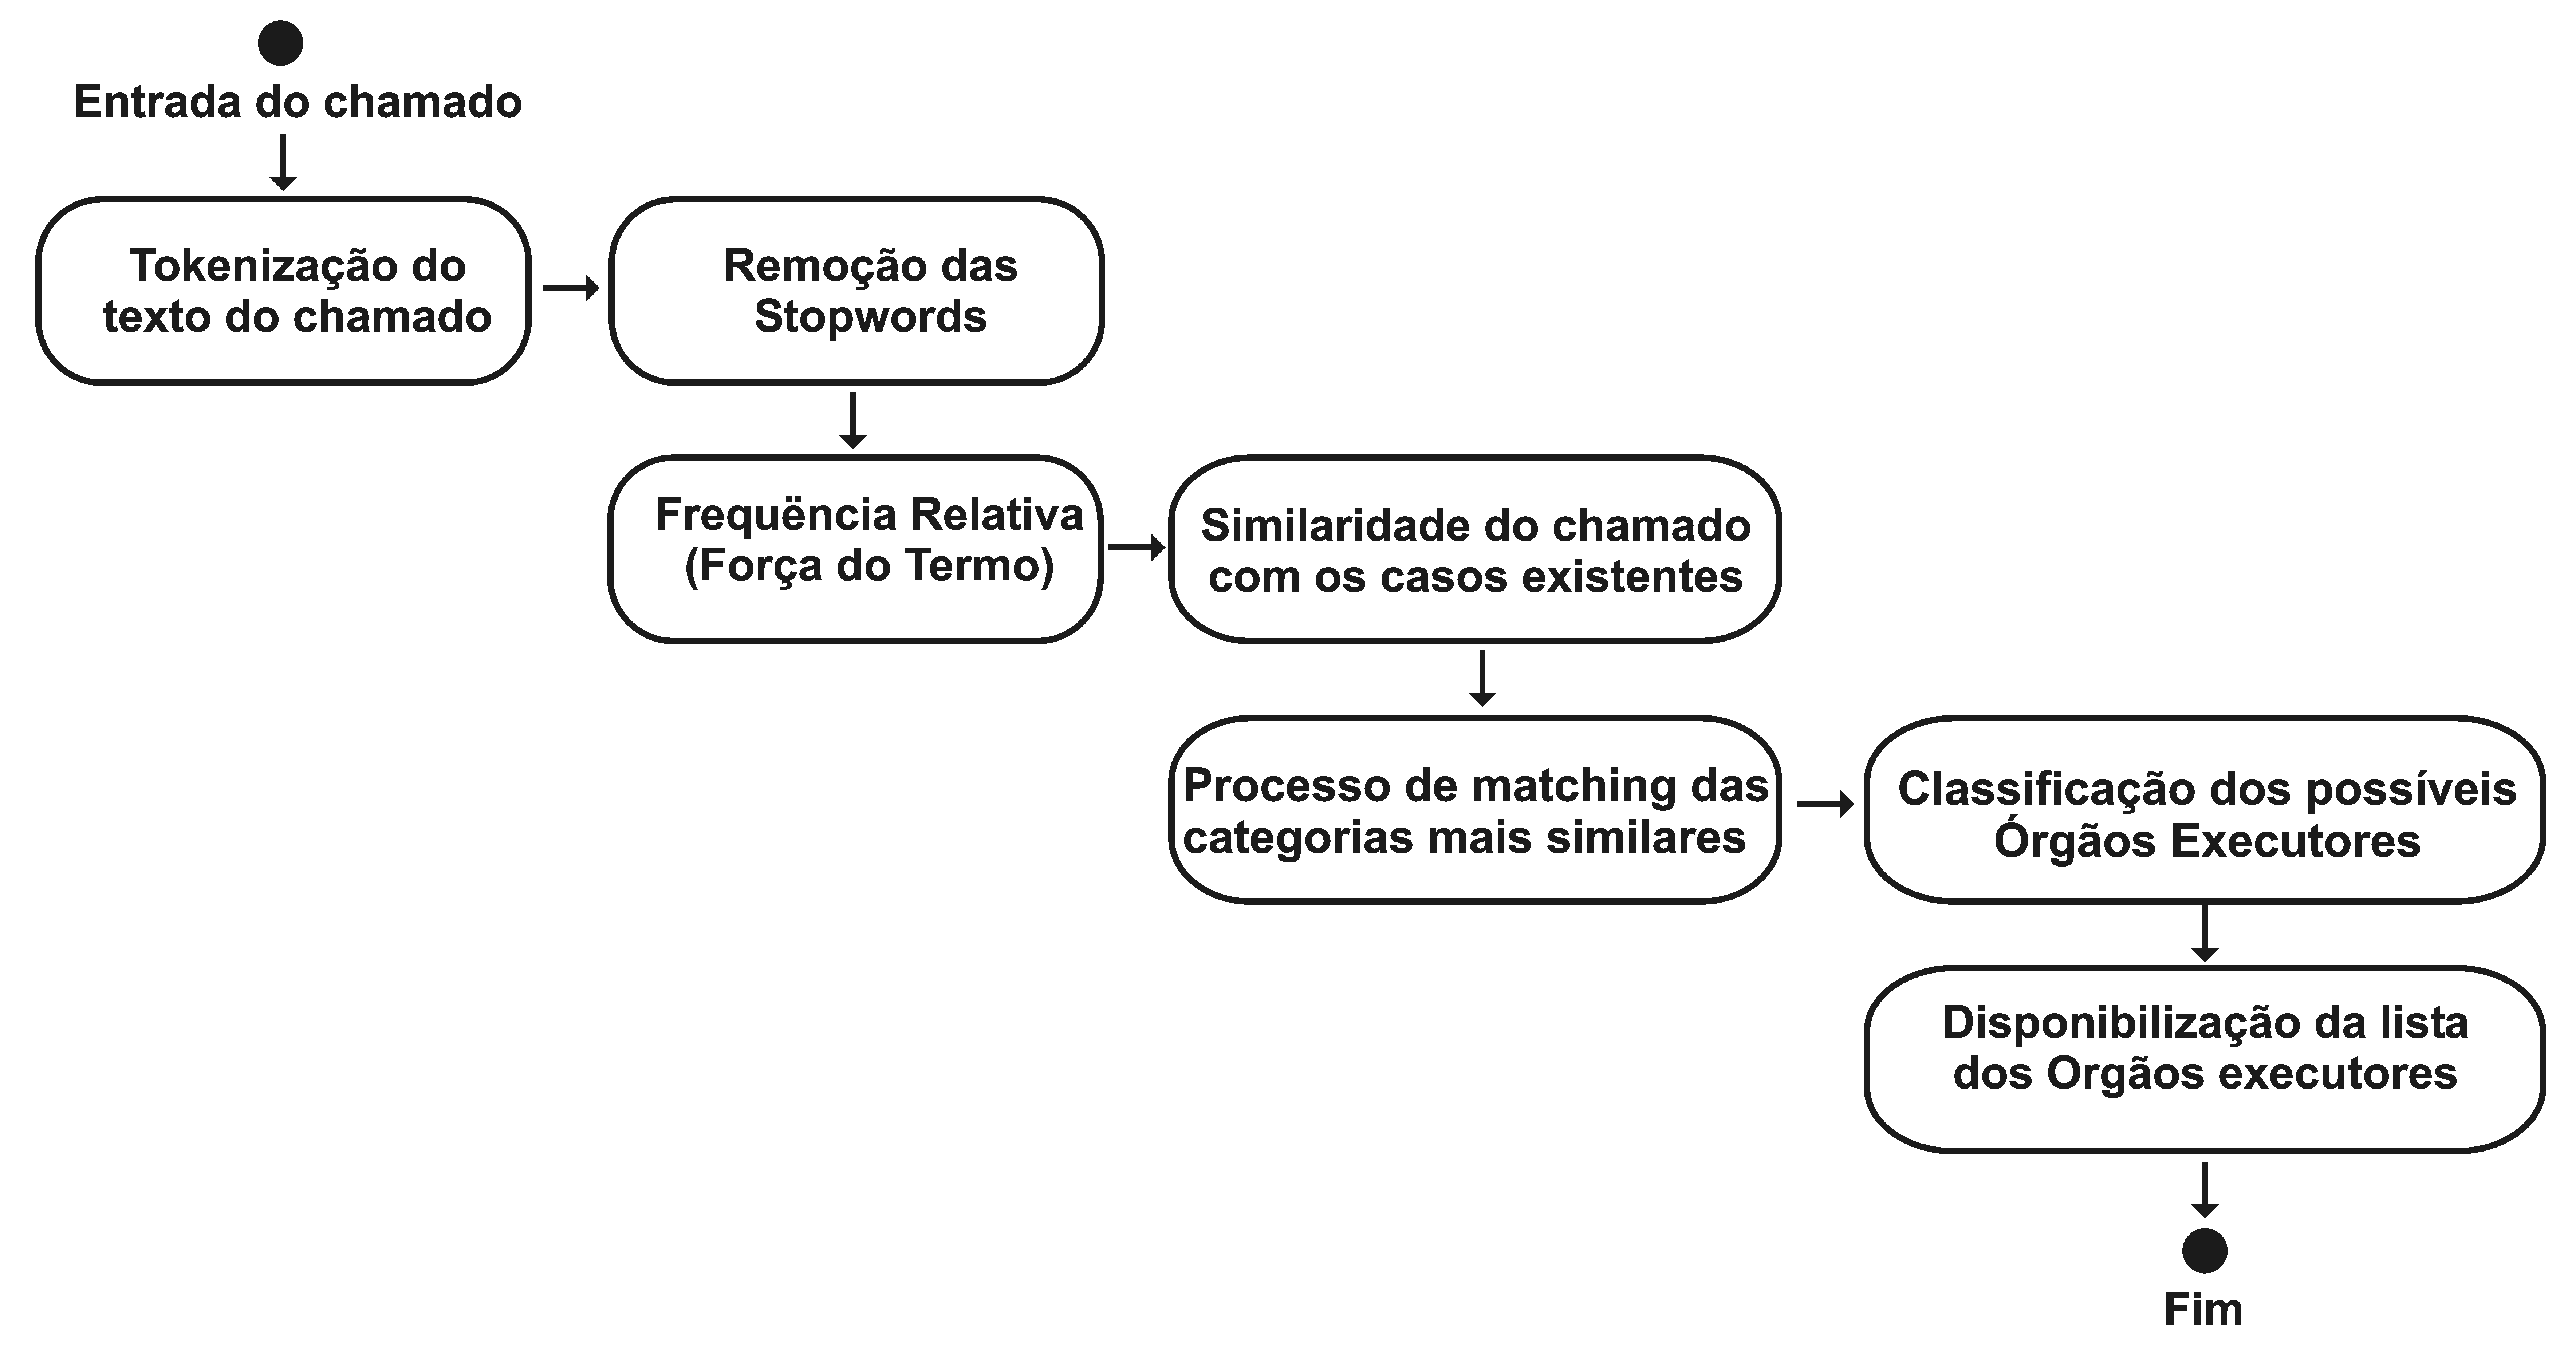 Entrada do chamado
Tokenização do
texto do chamado
Remoção das
Stopwords
Frequëncia Relativa
(Força do Termo)
Similaridade do chamado
com os casos existentes
Processo de matching das
categorias mais similares
Classificação dos possíveis
Órgãos Executores
Disponibilização da lista
dos Orgãos executores
Fim